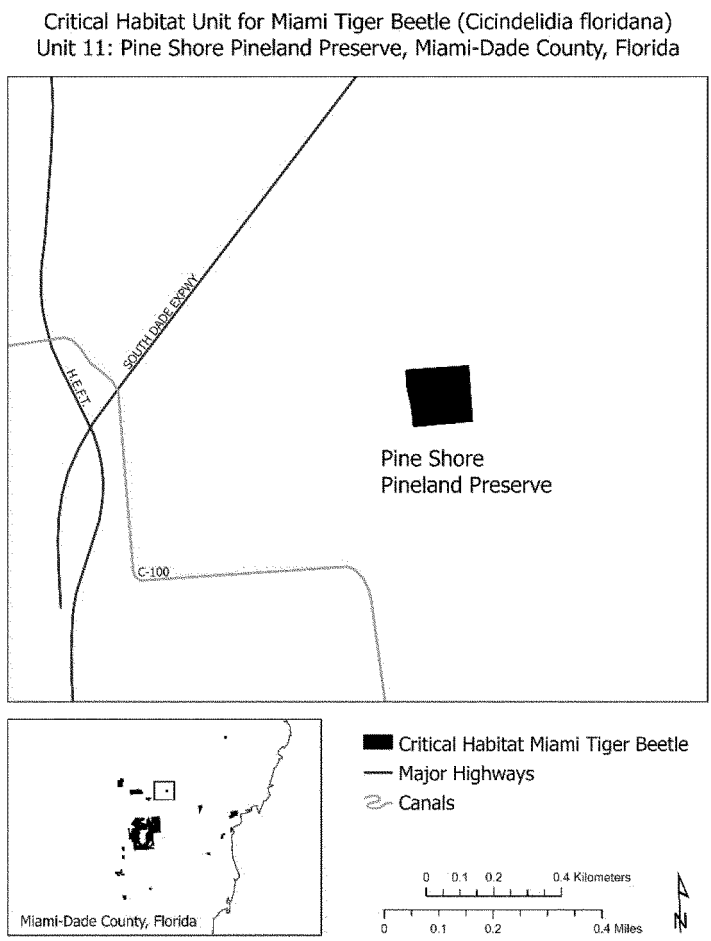 Critical Habitat Unit for Miami Tiger Beetle (Cicindelidia floridana)
Unit 11: Pine Shore Pineland Preserve, Miami-Dade County, Florida
SOUTH DADE EXPWY
H.E.F.T.
Pine Shore
Pineland Preserve
C-100
Critical Habitat Miami Tiger Beetle
Major Highways
Canals
Miami-Dade County, Florida
0 0.1 0.2 0.4 Kilometers
0 0.1 0.2 0.4 Miles
N